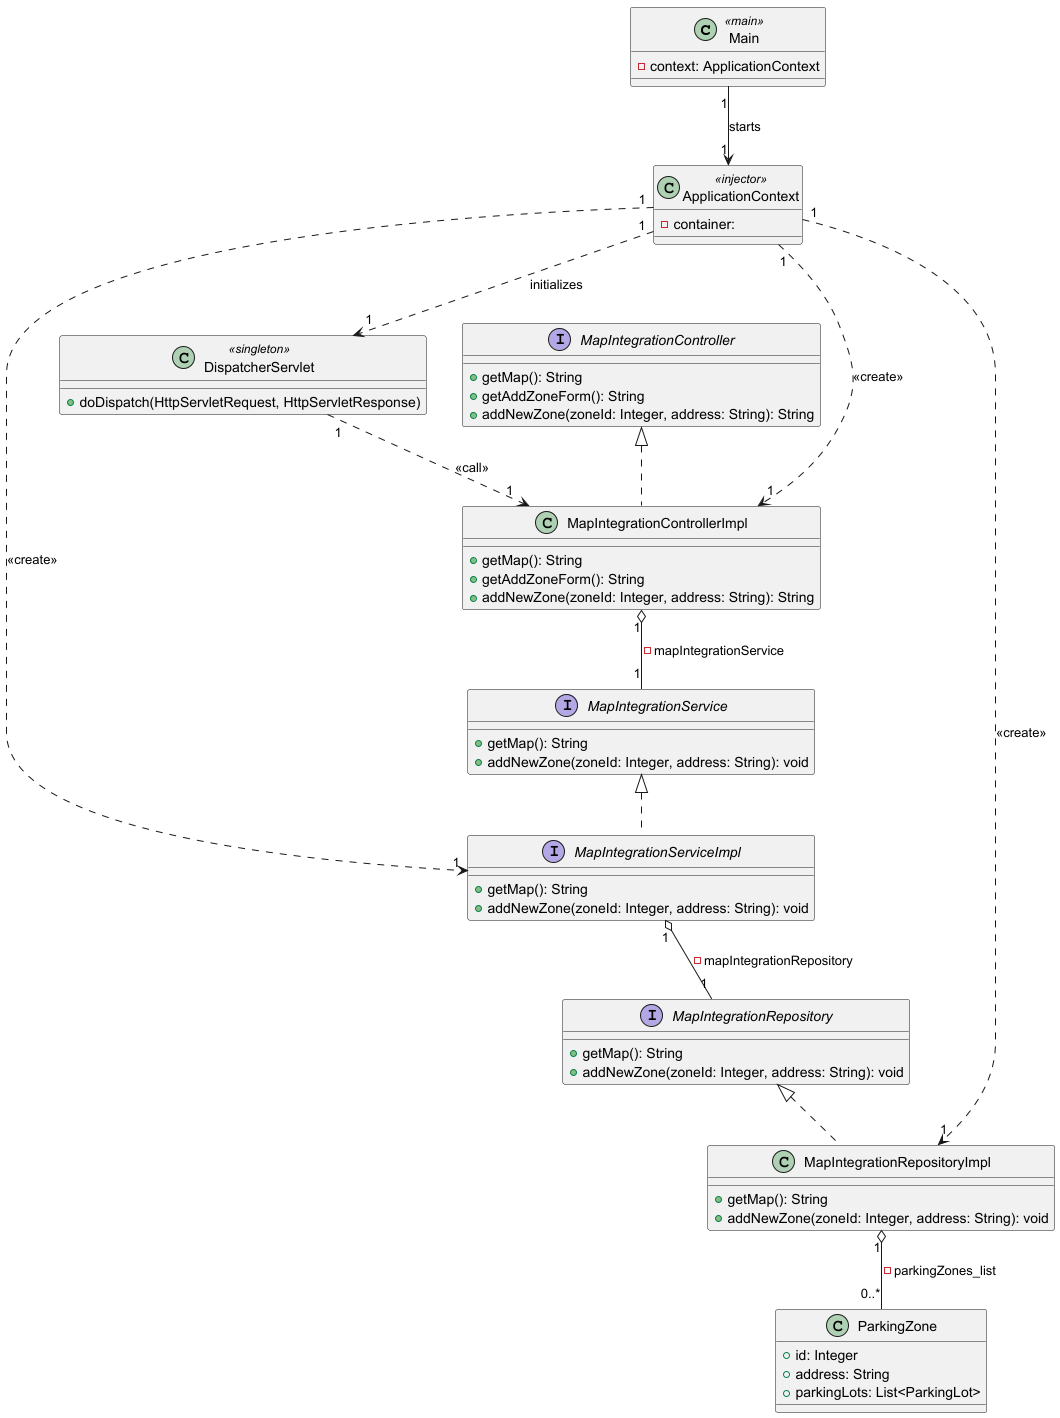 «main»
Main
context: ApplicationContext
1
starts
1
«injector»
ApplicationContext
container:
1
1
1
1
initializes
1
«singleton»
DispatcherServlet
doDispatch(HttpServletRequest, HttpServletResponse)
MapIntegrationController
getMap(): String
getAddZoneForm(): String
addNewZone(zoneId: Integer, address: String): String
«create»
1
«call»
1
1
MapIntegrationControllerImpl
getMap(): String
getAddZoneForm(): String
addNewZone(zoneId: Integer, address: String): String
«create»
1
mapIntegrationService
1
MapIntegrationService
getMap(): String
addNewZone(zoneId: Integer, address: String): void
«create»
1
MapIntegrationServiceImpl
getMap(): String
addNewZone(zoneId: Integer, address: String): void
1
mapIntegrationRepository
1
MapIntegrationRepository
getMap(): String
addNewZone(zoneId: Integer, address: String): void
1
MapIntegrationRepositoryImpl
getMap(): String
addNewZone(zoneId: Integer, address: String): void
1
parkingZones_list
0..*
ParkingZone
id: Integer
address: String
parkingLots: List<ParkingLot>